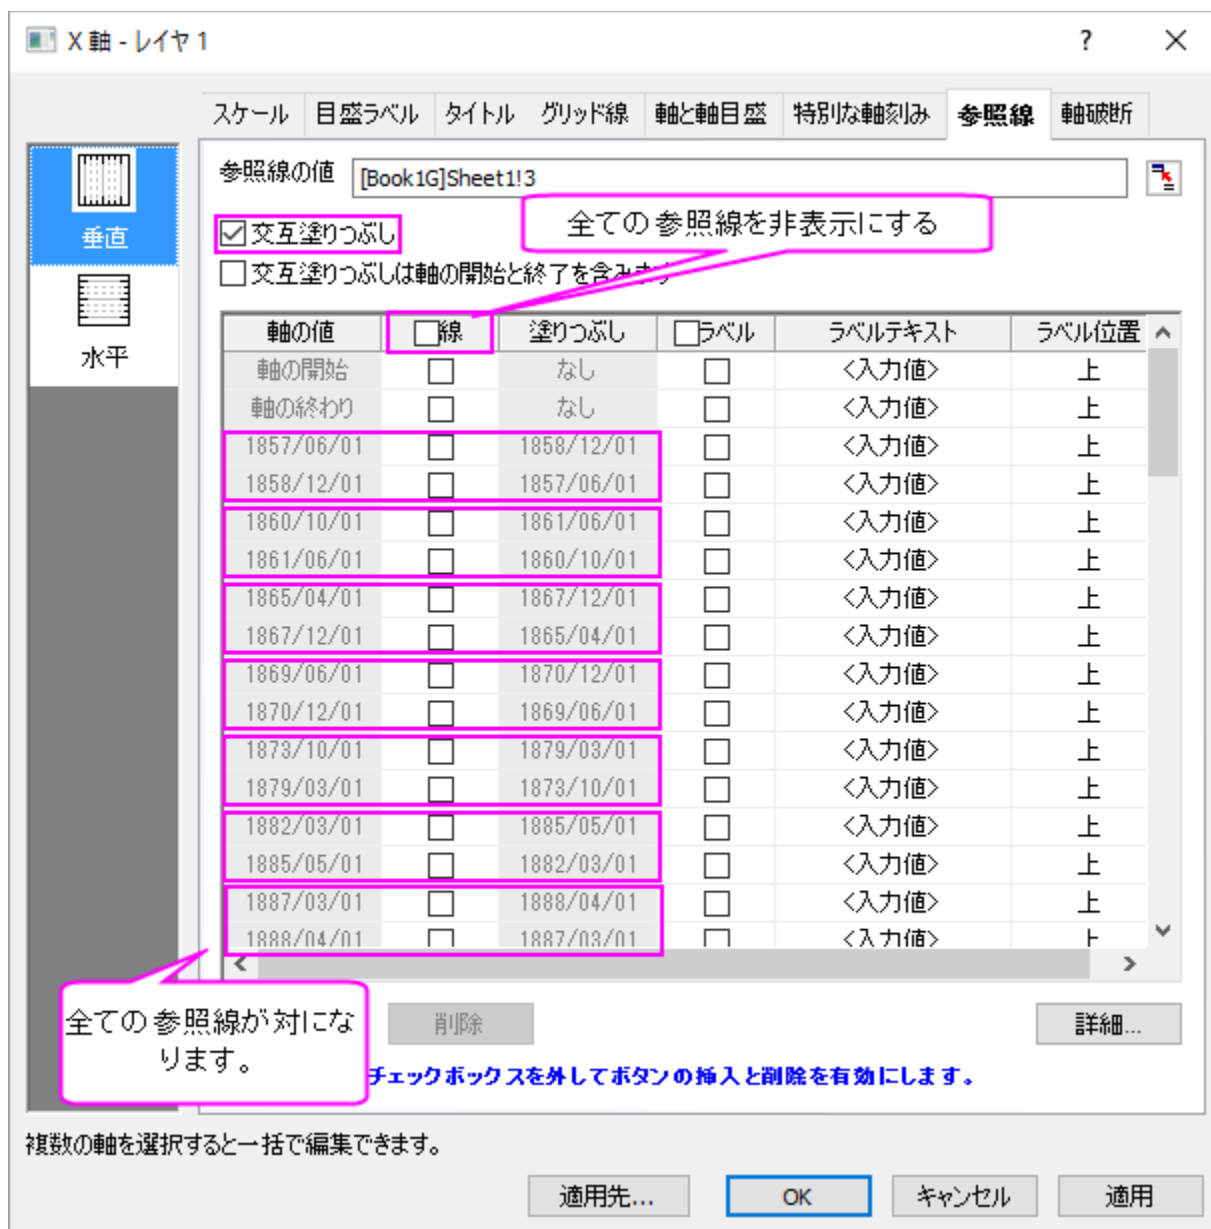 X 軸 - レイヤ 1
?
スケール 目盛ラベル タイトル グリッド線 軸と軸目盛 特別な軸刻み 参照線 軸破断
垂直
水平
参照線の値 [Book1G]Sheet1!3
全ての参照線を非表示にする
交互塗りつぶし
交互塗りつぶしは軸の開始と終了を含みます
軸の値 線 塗りつぶし ラベル ラベルテキスト ラベル位置
軸の開始 なし <入力値> 上
軸の終わり なし <入力値> 上
1857/06/01 1858/12/01 <入力値> 上
1858/12/01 1857/06/01 <入力値> 上
1860/10/01 1861/06/01 <入力値> 上
1861/06/01 1860/10/01 <入力値> 上
1865/04/01 1867/12/01 <入力値> 上
1867/12/01 1865/04/01 <入力値> 上
1869/06/01 1870/12/01 <入力値> 上
1870/12/01 1869/06/01 <入力値> 上
1873/10/01 1879/03/01 <入力値> 上
1879/03/01 1873/10/01 <入力値> 上
1882/03/01 1885/05/01 <入力値> 上
1885/05/01 1882/03/01 <入力値> 上
1887/03/01 1888/04/01 <入力値> 上
1888/04/01 1887/03/01 <入力値> 上
全ての参照線が対にな
ります。
削除
詳細...
チェックボックスを外してボタンの挿入と削除を有効にします。
複数の軸を選択すると一括で編集できます。
適用先... OK キャンセル 適用